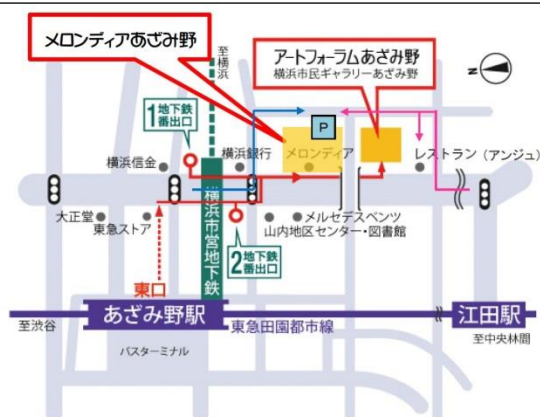 メロンディアあざみ野
至横浜
アートフォーラムあざみ野
横浜市民ギャラリーあざみ野
N
1 地下鉄
番出口
P
横浜信金
横浜銀行
メロンディア
レストラン（アンジュ）
大正堂
東急ストア
横浜市営地下鉄
メルセデスベンツ
山内地区センター・図書館
2 地下鉄
番出口
東口
あざみ野駅
江田駅
至渋谷
東急田園都市線
至中央林間
バスターミナル